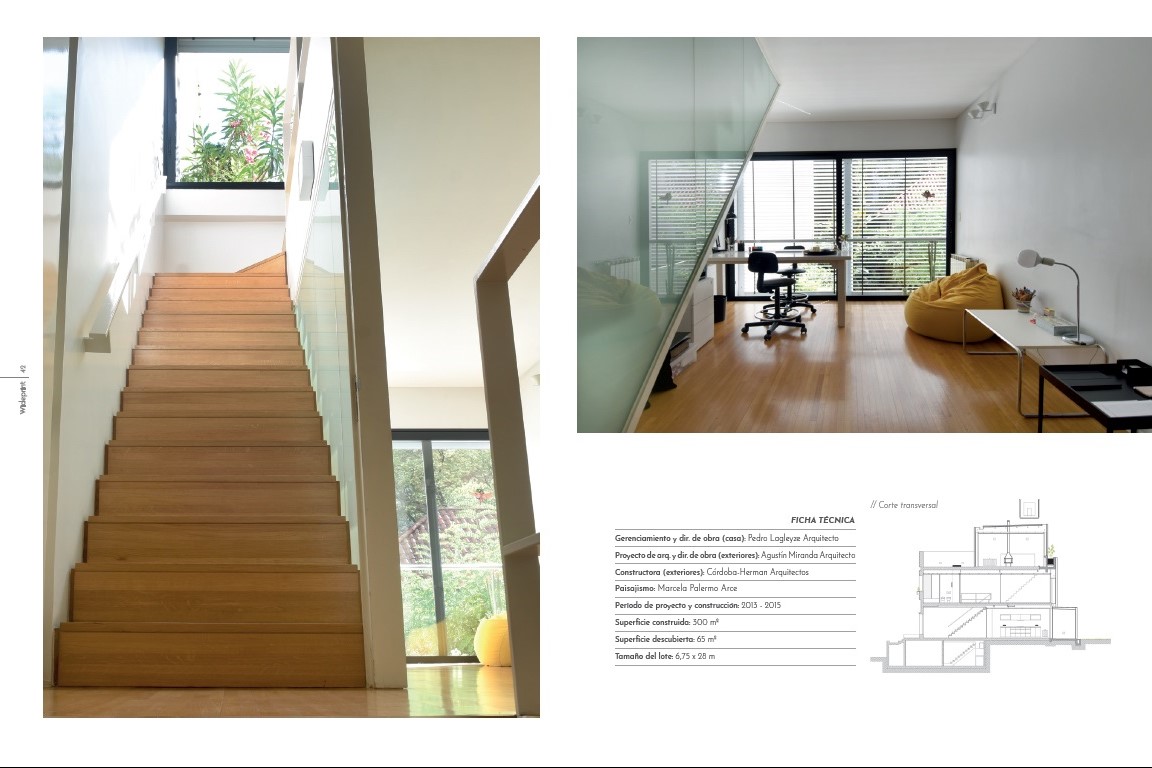 Wideprint | 42
FICHA TÉCNICA
Gerenciamiento y dir. de obra (casa): Pedro Lagleyze Arquitecto
Proyecto de arq. y dir. de obra (exteriores): Agustín Miranda Arquitecto
Constructora (exteriores): Córdoba-Herman Arquitectos
Paisajismo: Marcela Palermo Arce
Período de proyecto y construcción: 2013 - 2015
Superficie construida: 300 m²
Superficie descubierta: 65 m²
Tamaño del lote: 6,75 x 28 m
// Corte transversal